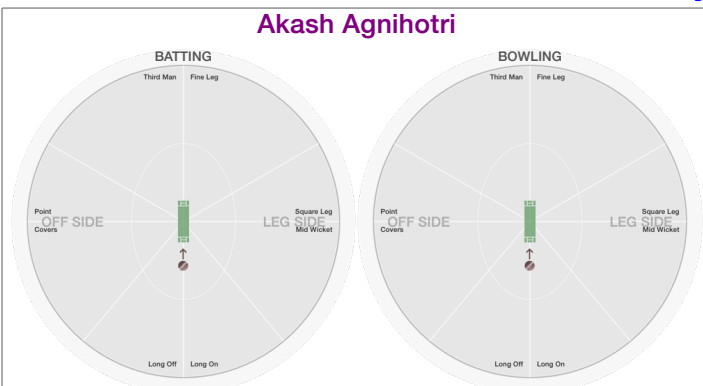 Akash Agnihotri
BATTING
Third Man Fine Leg
Point
OFF SIDE
Covers
Square Leg
LEG SIDE
Mid Wicket
Long Off Long On
BOWLING
Third Man Fine Leg
Point
OFF SIDE
Covers
Square Leg
LEG SIDE
Mid Wicket
Long Off Long On